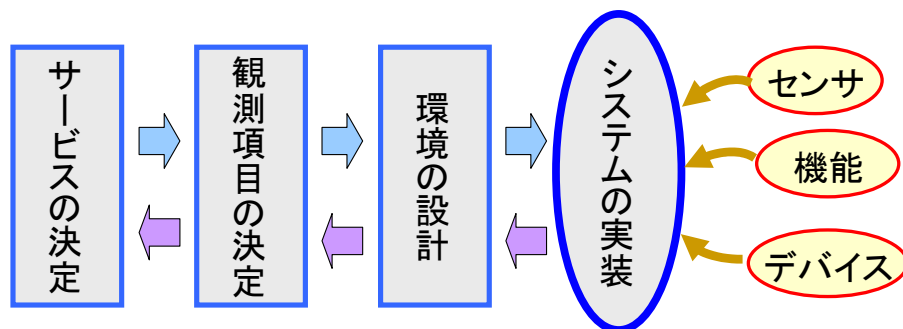 サービスの決定
観測項目の決定
環境の設計
システムの実装
センサ
機能
デバイス